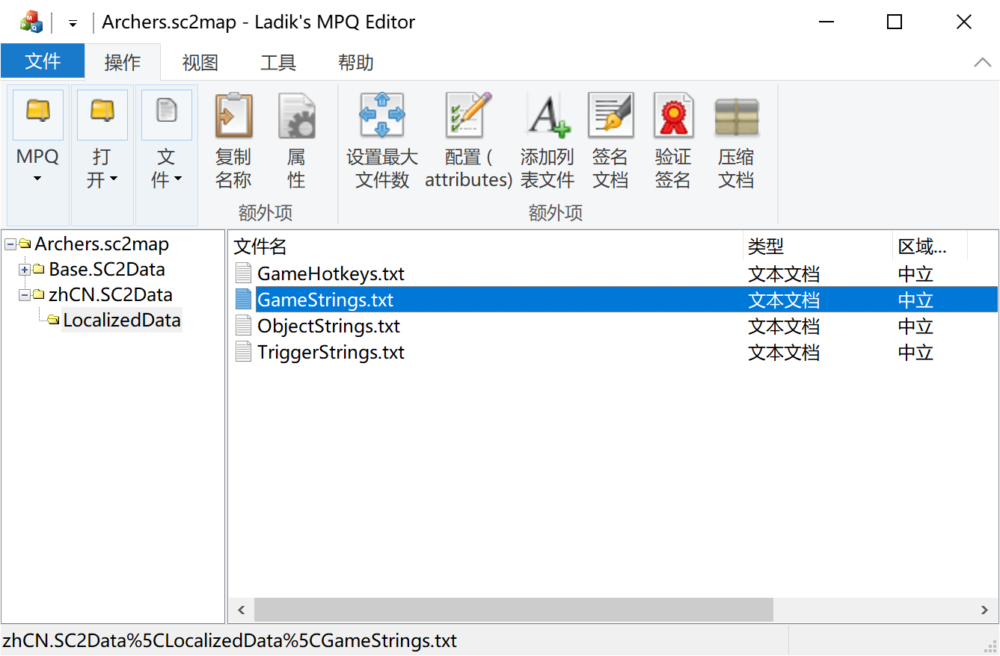 Archers.sc2map - Ladik's MPQ Editor
文件 操作 视图 工具 帮助
MPQ
打开
文件
复制名称
属性
额外项
设置最大文件数
配置 ( attributes)
添加列表文件
签名文档
验证签名
压缩文档
额外项
Archers.sc2map
Base.SC2Data
zhCN.SC2Data
LocalizedData
文件名 类型 区域...
GameHotkeys.txt 文本文档 中立
GameStrings.txt 文本文档 中立
ObjectStrings.txt 文本文档 中立
TriggerStrings.txt 文本文档 中立
zhCN.SC2Data%5CLocalizedData%5CGameStrings.txt